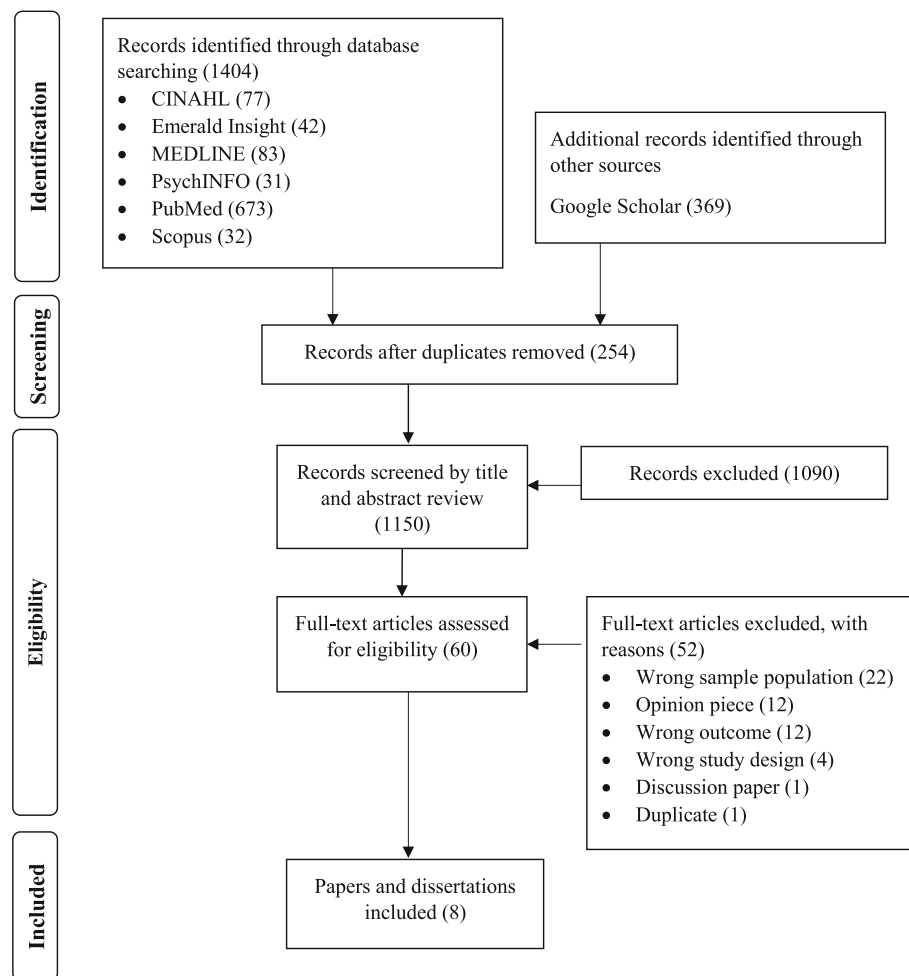 Identification
Records identified through database
searching (1404)
• CINAHL (77)
• Emerald Insight (42)
• MEDLINE (83)
• PsychINFO (31)
• PubMed (673)
• Scopus (32)
Additional records identified through
other sources
Google Scholar (369)
Screening
Records after duplicates removed (254)
Eligibility
Records screened by title
and abstract review
(1150)
Records excluded (1090)
Full-text articles assessed
for eligibility (60)
Full-text articles excluded, with
reasons (52)
• Wrong sample population (22)
• Opinion piece (12)
• Wrong outcome (12)
• Wrong study design (4)
• Discussion paper (1)
• Duplicate (1)
Included
Papers and dissertations
included (8)